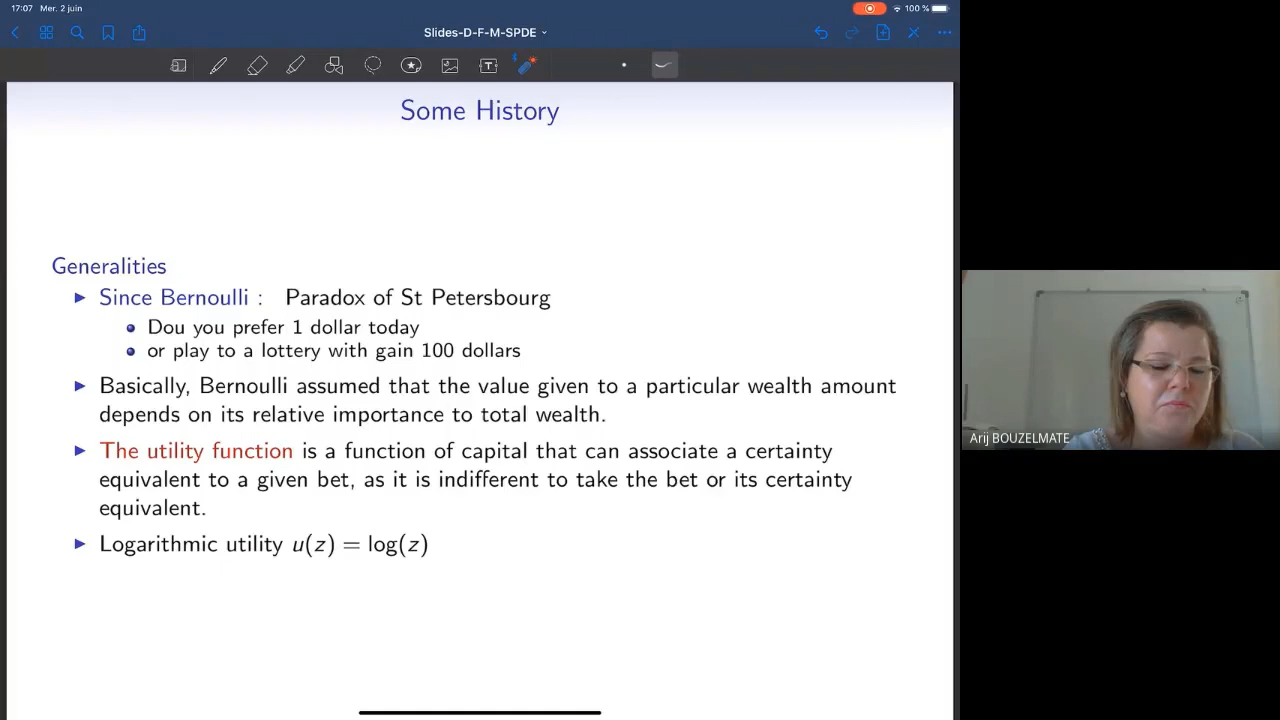 17:07 Mer. 2 juin
100 %
Slides-D-F-M-SPDE
T
Some History
Generalities
Since Bernoulli : Paradox of St Petersbourg
Dou you prefer 1 dollar today
or play to a lottery with gain 100 dollars
Basically, Bernoulli assumed that the value given to a particular wealth amount
depends on its relative importance to total wealth.
The utility function is a function of capital that can associate a certainty
equivalent to a given bet, as it is indifferent to take the bet or its certainty
equivalent.
Logarithmic utility u(z) = log(z)
Arij BOUZELMATE